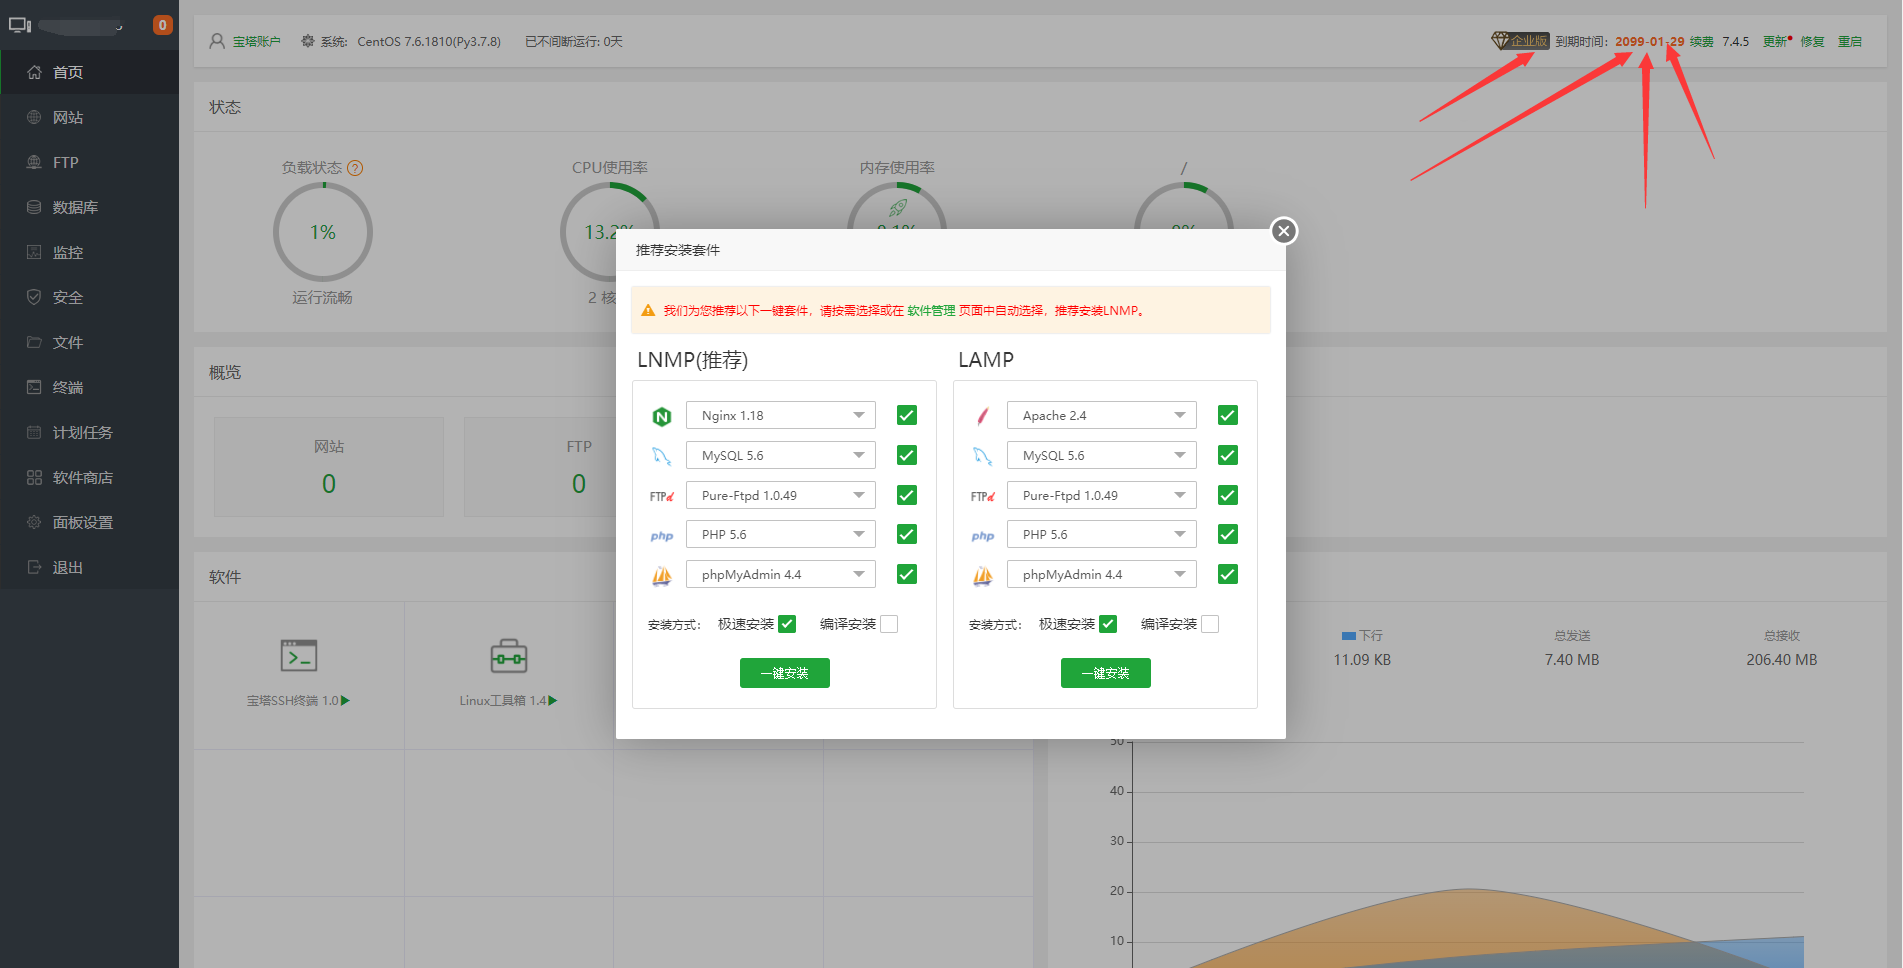 0
首页
网站
FTP
数据库
监控
安全
文件
终端
计划任务
软件商店
面板设置
退出
宝塔账户 系统: CentOS 7.6.1810(Py3.7.8) 已不间断运行: 0天
企业版 到期时间: 2099-01-29 续费 7.4.5 更新 修复 重启
状态
负载状态 ? CPU使用率 内存使用率 /
1%
运行流畅
概览
网站 FTP
0 0
软件
宝塔SSH终端 1.0 Linux工具箱 1.4
推荐安装套件
我们为您推荐以下一键套件，请按需选择或在 软件管理 页面中自动选择，推荐安装LNMP。
LNMP(推荐)
Nginx 1.18
MySQL 5.6
FTPd Pure-Ftpd 1.0.49
php PHP 5.6
phpMyAdmin 4.4
安装方式： 极速安装 编译安装
一键安装
LAMP
Apache 2.4
MySQL 5.6
FTPd Pure-Ftpd 1.0.49
php PHP 5.6
phpMyAdmin 4.4
安装方式： 极速安装 编译安装
一键安装
下行 总发送 总接收
11.09 KB 7.40 MB 206.40 MB
50
40
30
20
10